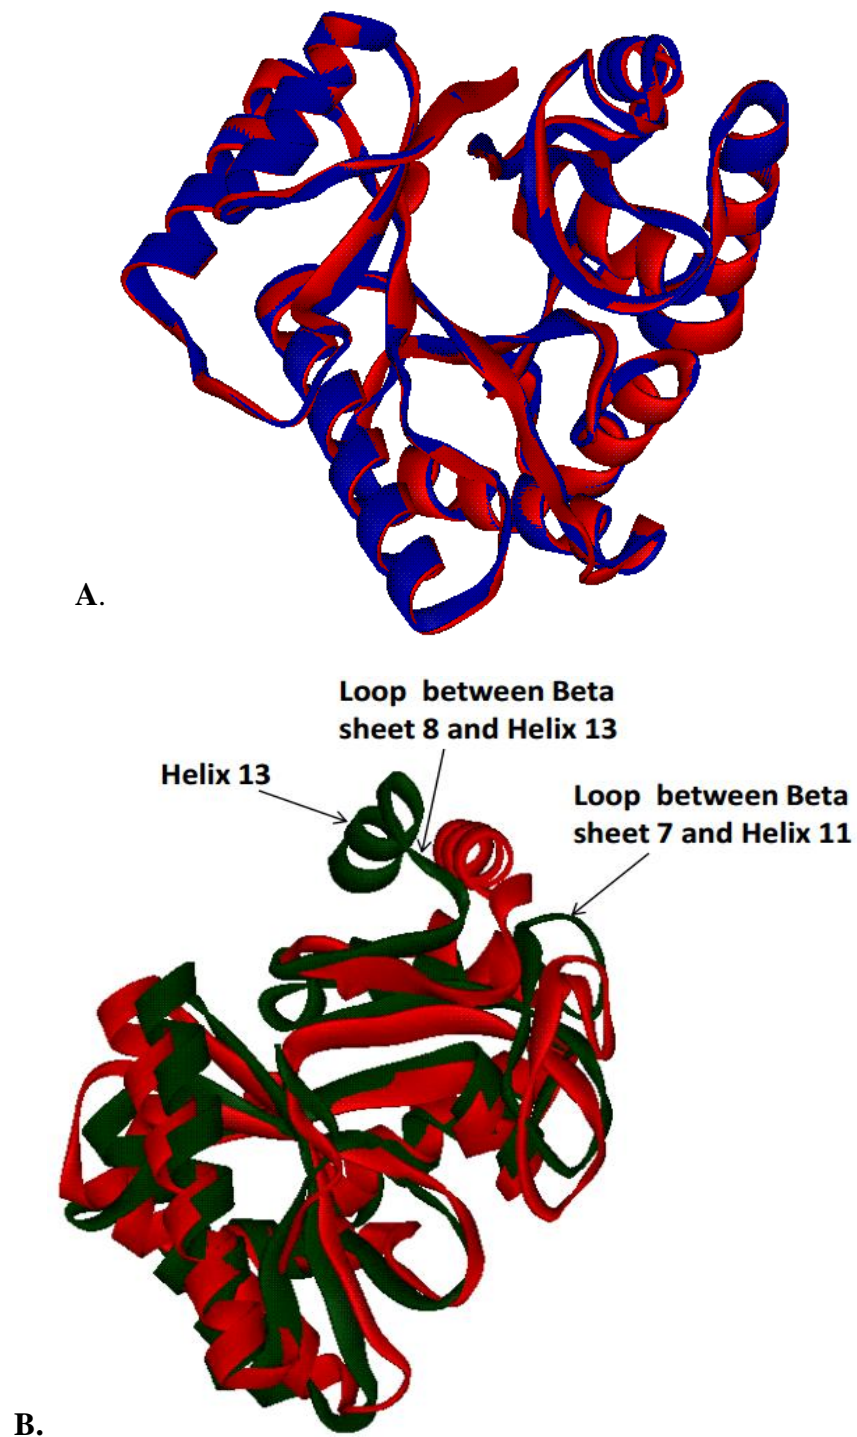 A.
Loop between Beta
sheet 8 and Helix 13
Helix 13
Loop between Beta
sheet 7 and Helix 11
B.